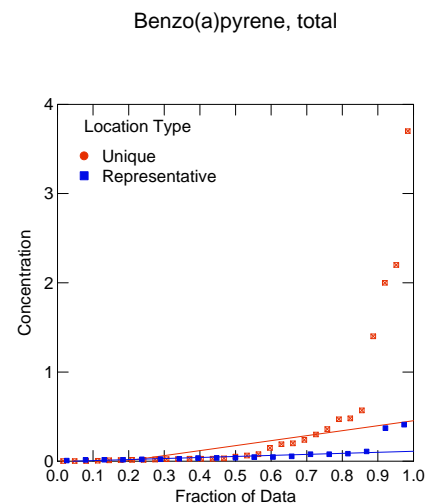 Benzo(a)pyrene, total
4
Location Type
Unique
Representative
3
2
1
0
Concentration
0.0 0.1 0.2 0.3 0.4 0.5 0.6 0.7 0.8 0.9 1.0
Fraction of Data